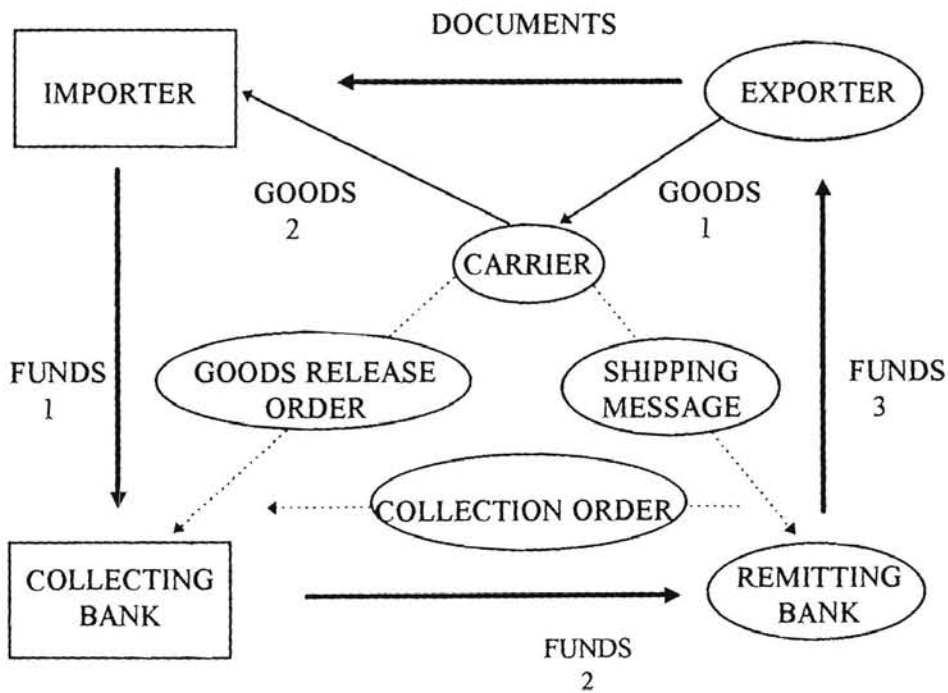 DOCUMENTS
IMPORTER
EXPORTER
GOODS
2
GOODS
1
CARRIER
FUNDS
1
GOODS RELEASE
ORDER
SHIPPING
MESSAGE
FUNDS
3
COLLECTION ORDER
COLLECTING
BANK
REMITTING
BANK
FUNDS
2